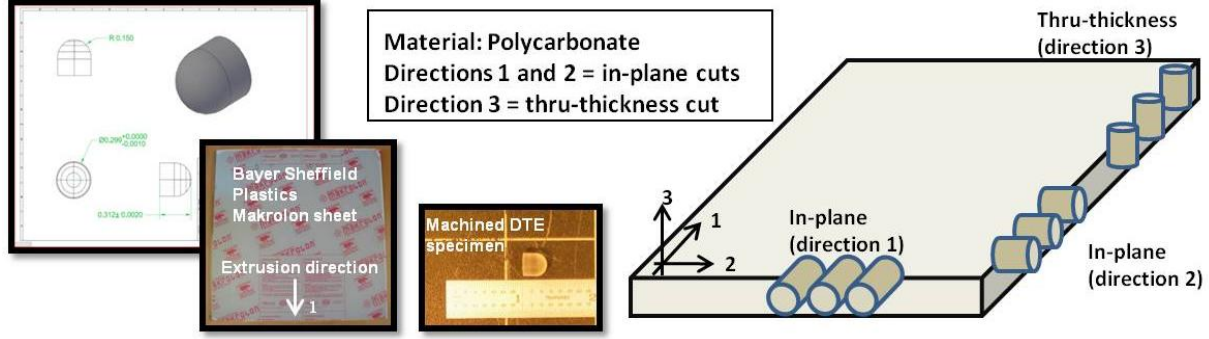 R 0.150
Ø0.299 +0.0000
-0.0010
0.312± 0.0020
Bayer Sheffield
Plastics
Makrolon sheet
Extrusion direction
1
Machined DTE
specimen
Material: Polycarbonate
Directions 1 and 2 = in-plane cuts
Direction 3 = thru-thickness cut
Thru-thickness
(direction 3)
3
1
2
In-plane
(direction 1)
In-plane
(direction 2)